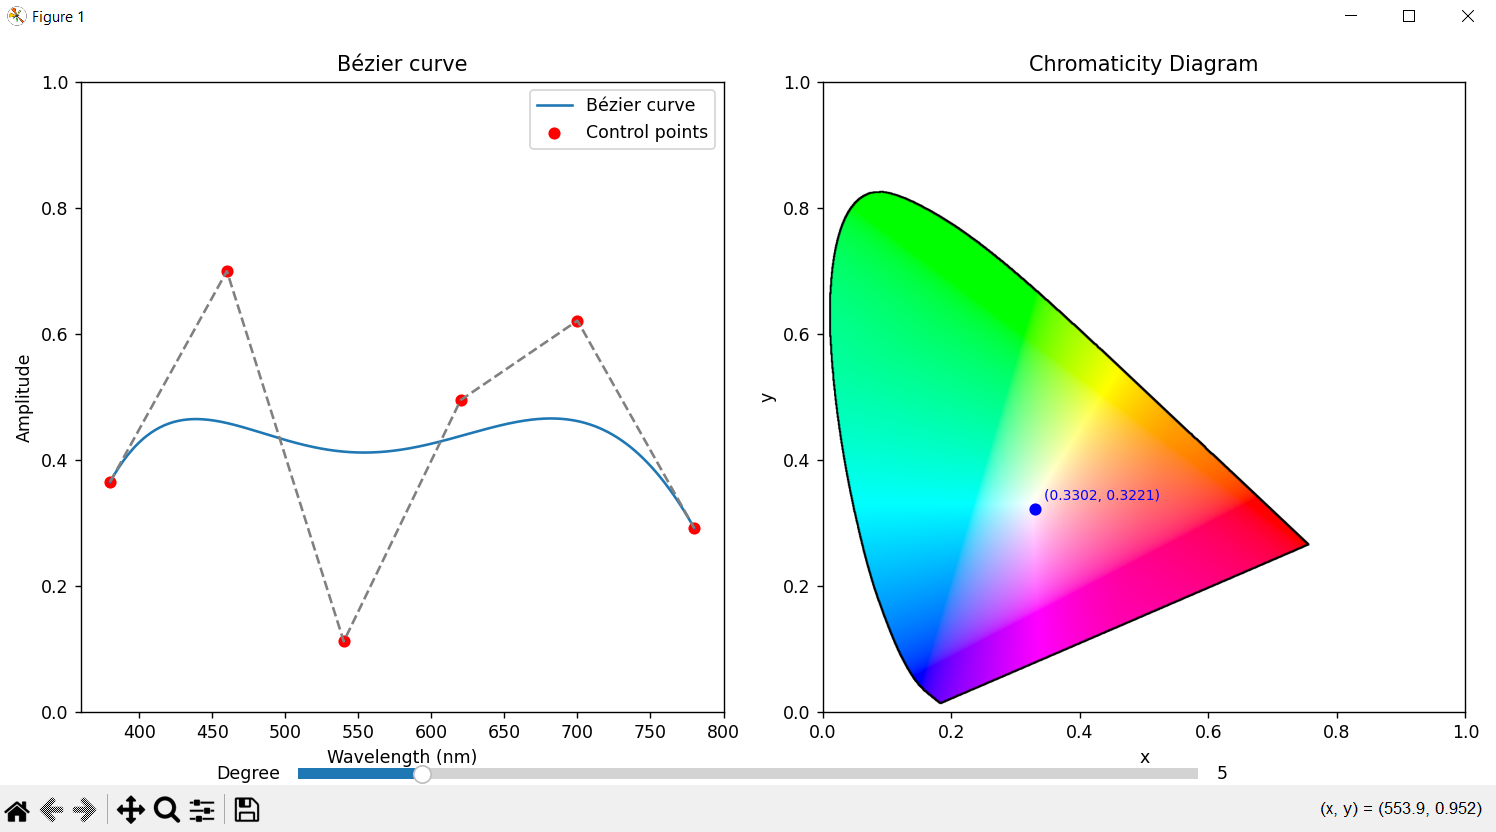 Figure 1
Bézier curve
1.0
0.8
0.6
0.4
0.2
0.0
Amplitude
Bézier curve
Control points
400 450 500 550 600 650 700 750 800
Wavelength (nm)
Chromaticity Diagram
1.0
0.8
0.6
0.4
0.2
0.0
y
(0.3302, 0.3221)
0.0 0.2 0.4 0.6 0.8 1.0
x
Degree 5
(x, y) = (553.9, 0.952)